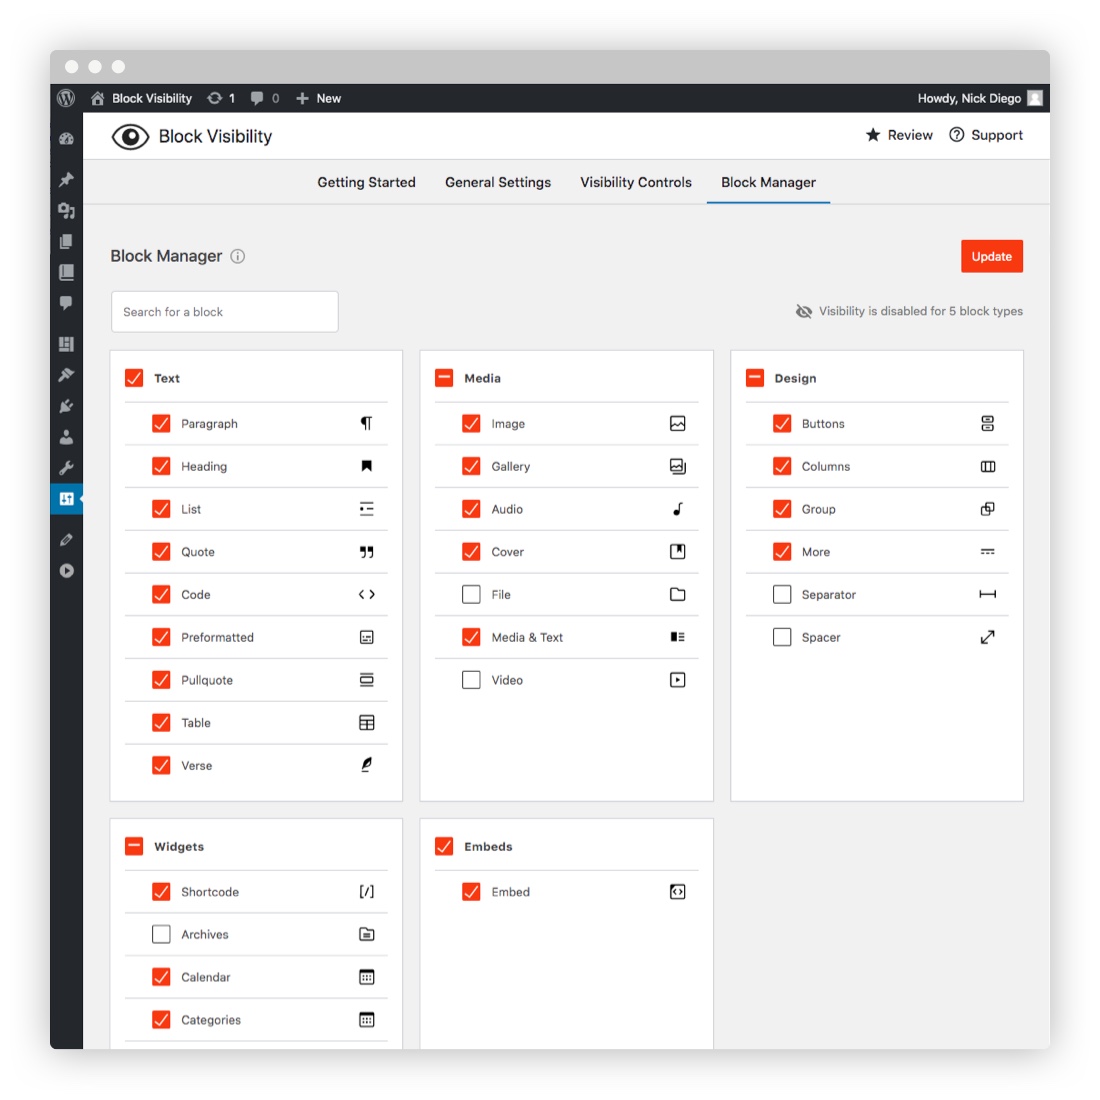 Block Visibility 1 0 New Howdy, Nick Diego
Block Visibility Review Support
Getting Started General Settings Visibility Controls Block Manager
Block Manager Update
Search for a block Visibility is disabled for 5 block types
Text
Paragraph
Heading
List
Quote
Code
Preformatted
Pullquote
Table
Verse
Media
Image
Gallery
Audio
Cover
File
Media & Text
Video
Design
Buttons
Columns
Group
More
Separator
Spacer
Widgets
Shortcode
Archives
Calendar
Categories
Embeds
Embed